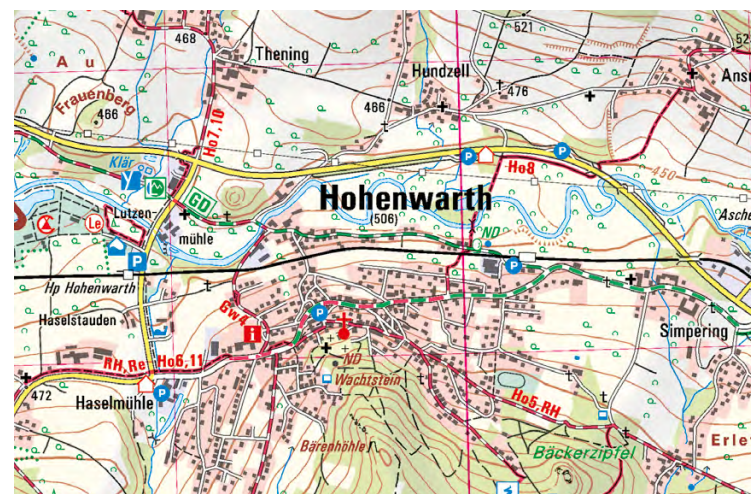 468
Thening
521
Au
Hundzell
Ansu
486
476
Frauenberg
466
Ho7,10
P
P
Klär
Ho8
450
GD
Hohenwarth
(506)
Le
Lutzen-
mühle
ND
Asche
P
Hp Hohenwarth
P
Gw4
P
Haselstauden
Simpering
RH,Re
Ho6,11
i
ND
Wachtstein
472
Haselmühle
P
Ho5,RH
Bärenhöhle
Bäckerzipfel
Erle